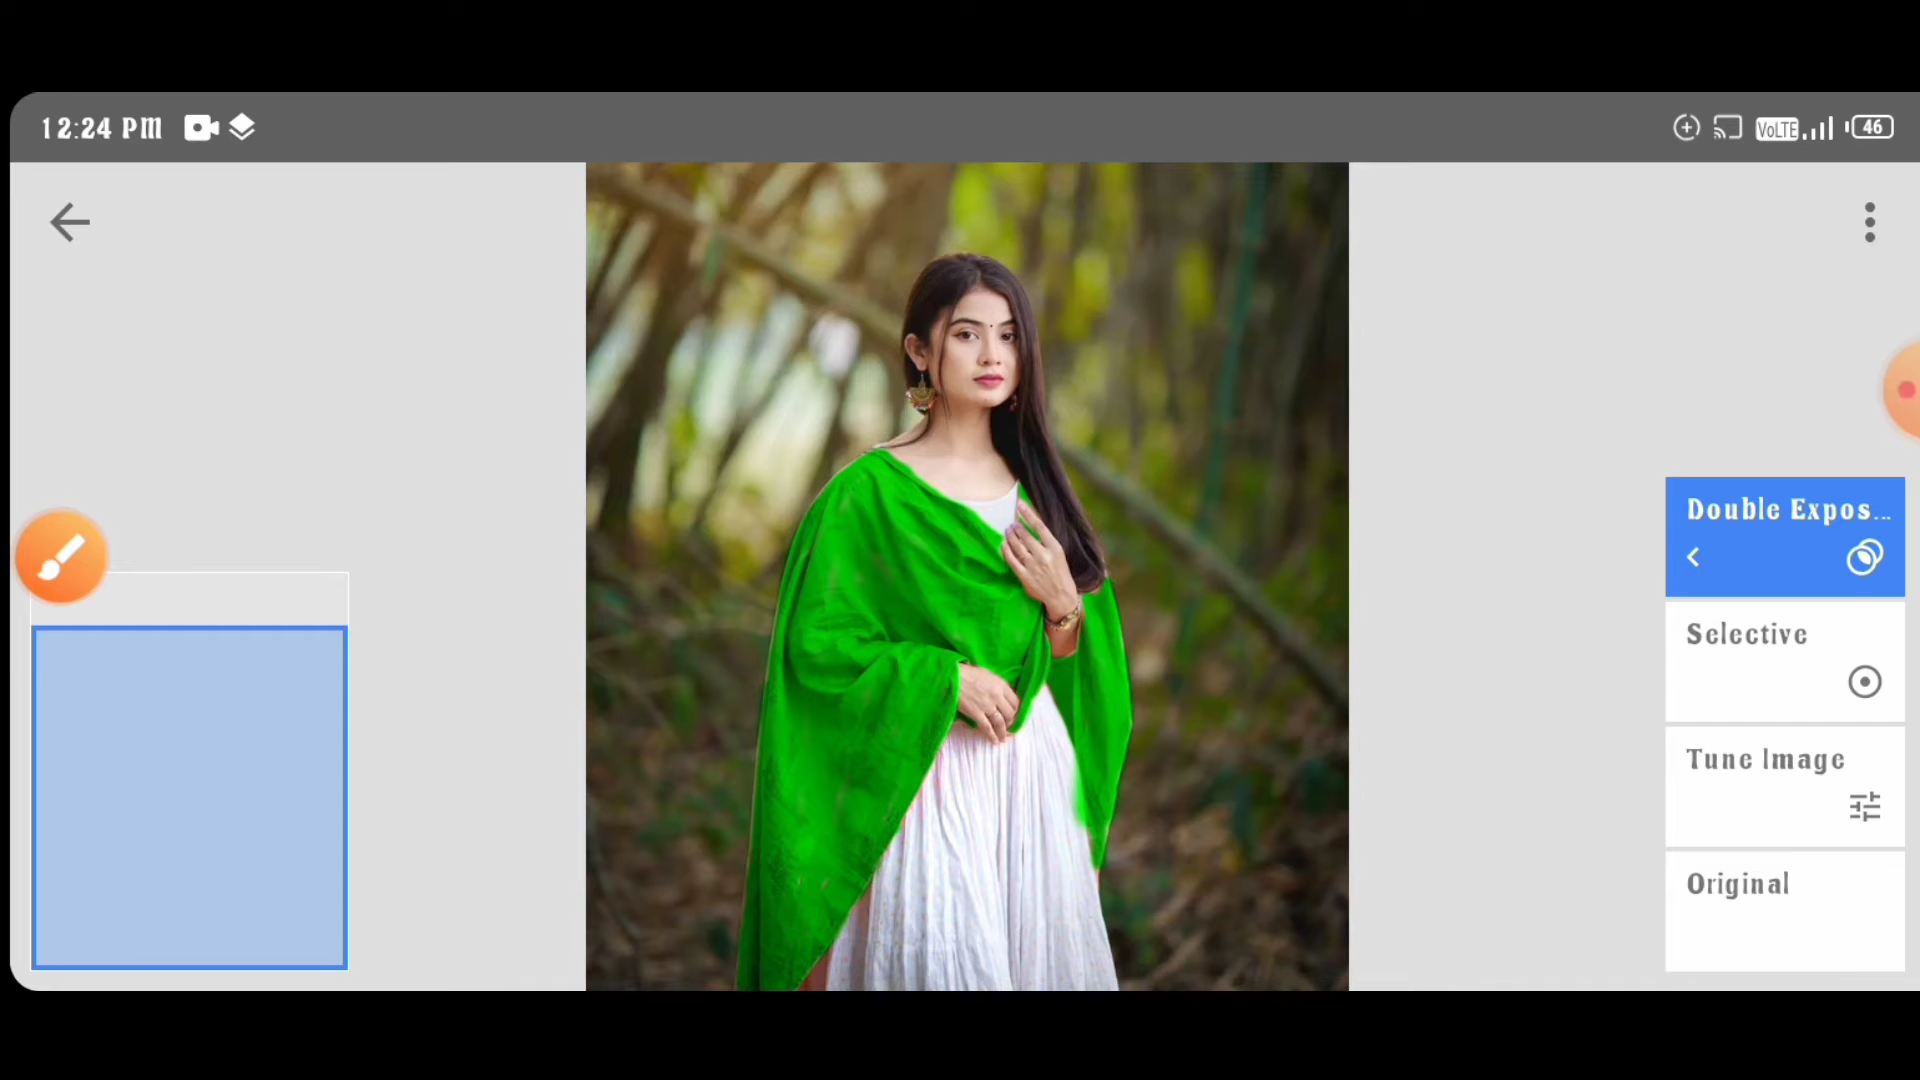 12:24 PM
VoLTE
46
Double Expos...
Selective
Tune Image
Original